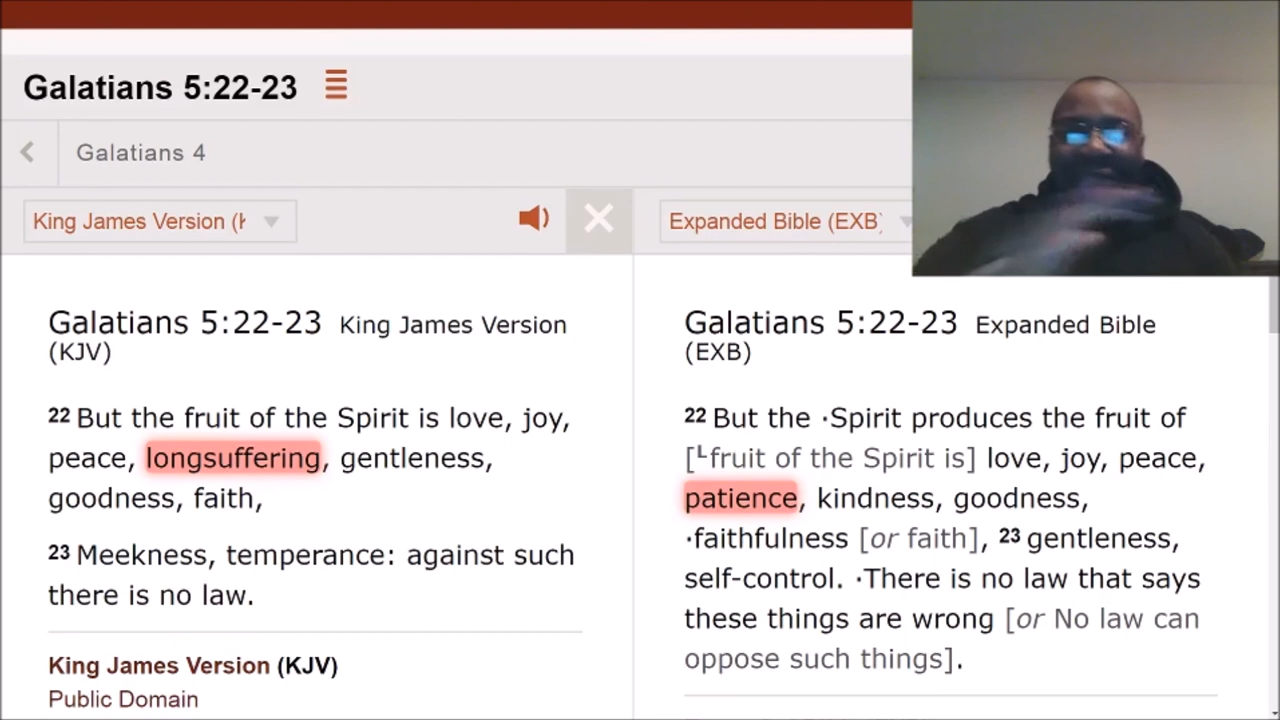 Galatians 5:22-23
Galatians 4
King James Version (K
Expanded Bible (EXB)
Galatians 5:22-23 King James Version
(KJV)
22 But the fruit of the Spirit is love, joy,
peace, longsuffering, gentleness,
goodness, faith,
23 Meekness, temperance: against such
there is no law.
King James Version (KJV)
Public Domain
Galatians 5:22-23 Expanded Bible
(EXB)
22 But the ·Spirit produces the fruit of
[ᴸfruit of the Spirit is] love, joy, peace,
patience, kindness, goodness,
·faithfulness [or faith], 23 gentleness,
self-control. ·There is no law that says
these things are wrong [or No law can
oppose such things].